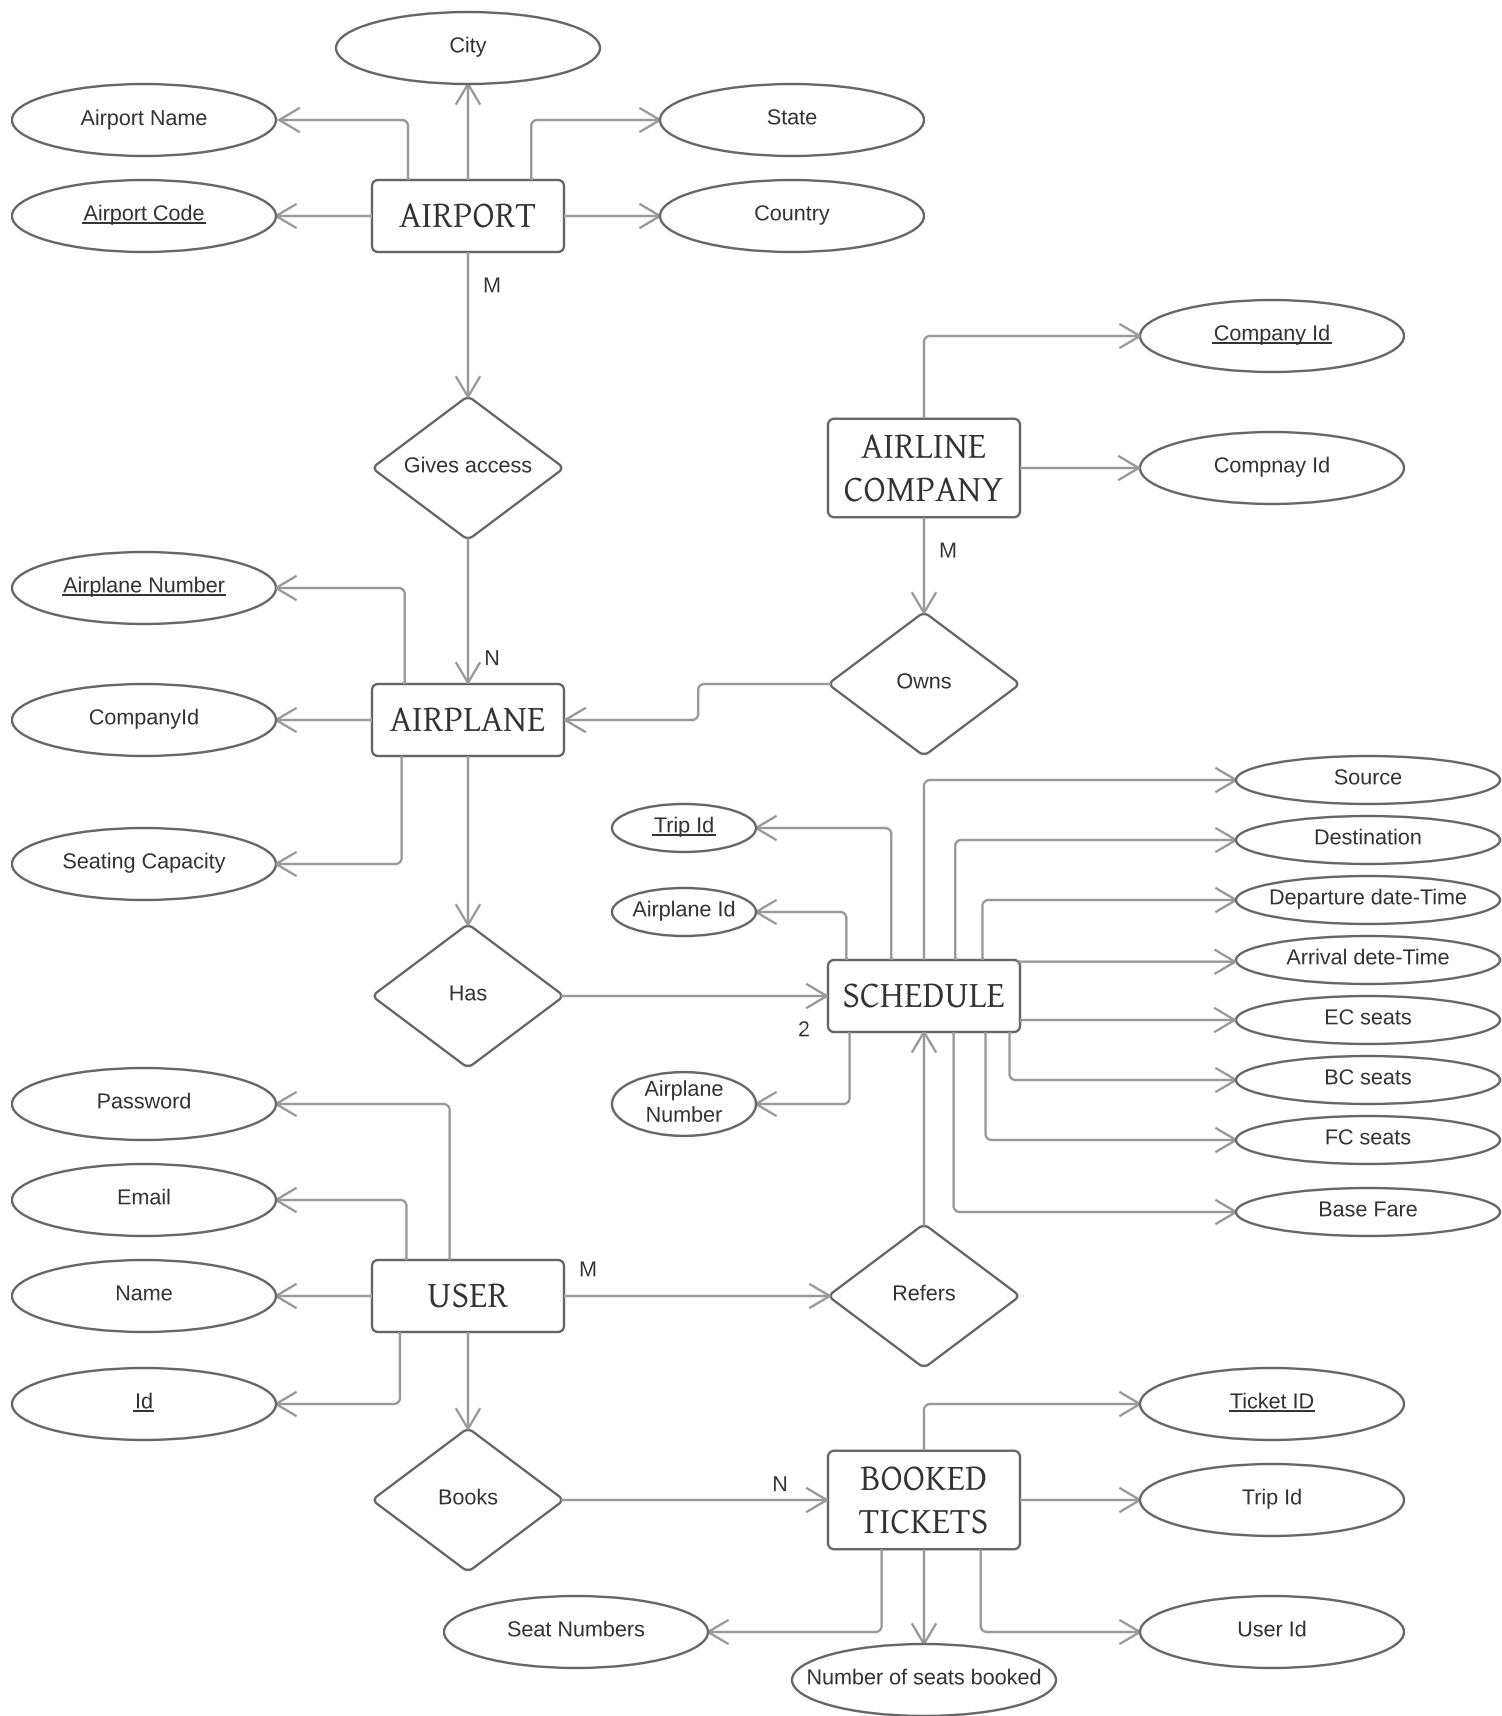 City
Airport Name
State
Airport Code
AIRPORT
Country
M
Company Id
Gives access
AIRLINE
COMPANY
Compnay Id
M
Airplane Number
N
Owns
CompanyId
AIRPLANE
Source
Trip Id
Destination
Seating Capacity
Airplane Id
Departure date-Time
Arrival dete-Time
Has
SCHEDULE
EC seats
2
BC seats
Airplane
Number
Password
FC seats
Email
Base Fare
M
Name
USER
Refers
Id
Ticket ID
Books
N
BOOKED
TICKETS
Trip Id
Seat Numbers
User Id
Number of seats booked